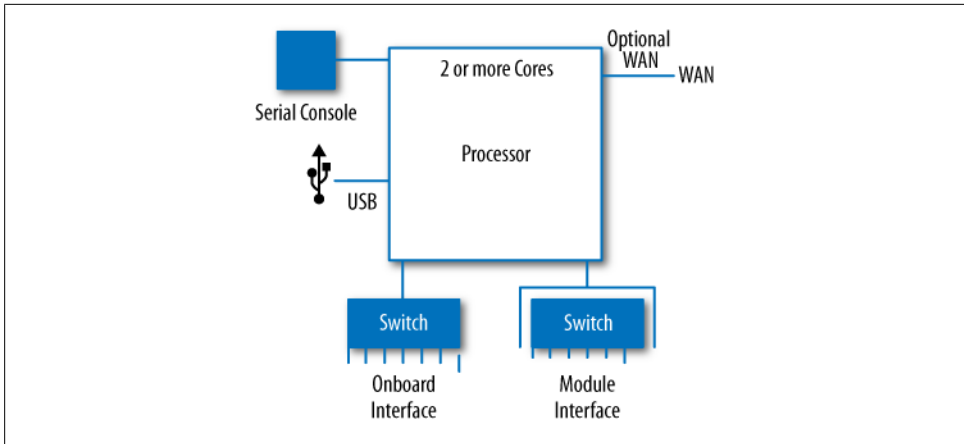 Optional
WAN
WAN
2 or more Cores
Serial Console
Processor
USB
Switch
Switch
Onboard
Interface
Module
Interface